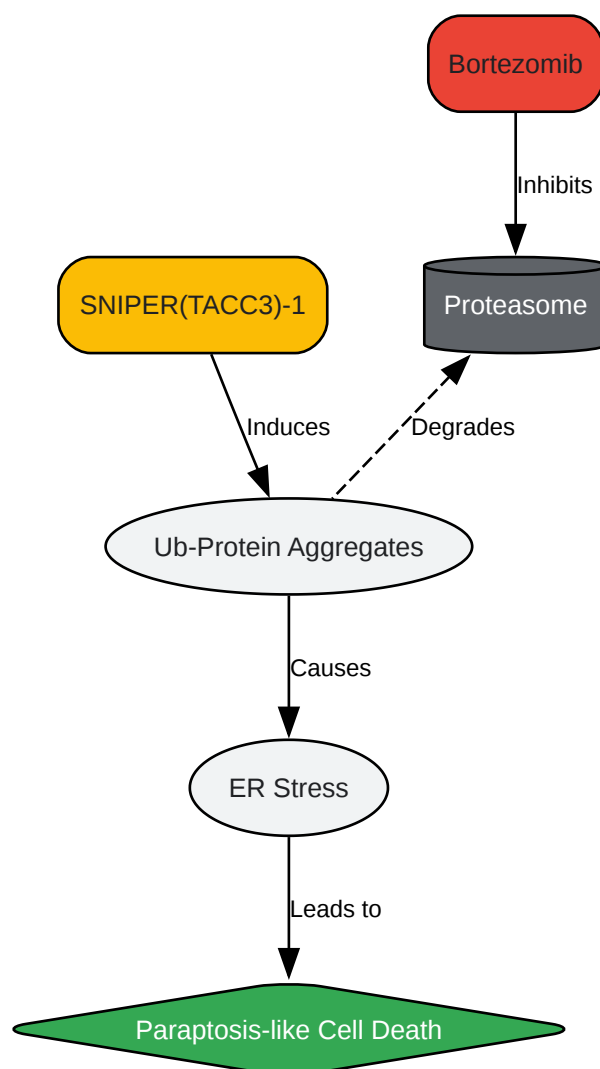 Bortezomib
Inhibits
SNIPER(TACC3)-1
Proteasome
Induces
Degrades
Ub-Protein Aggregates
Causes
ER Stress
Leads to
Paraptosis-like Cell Death